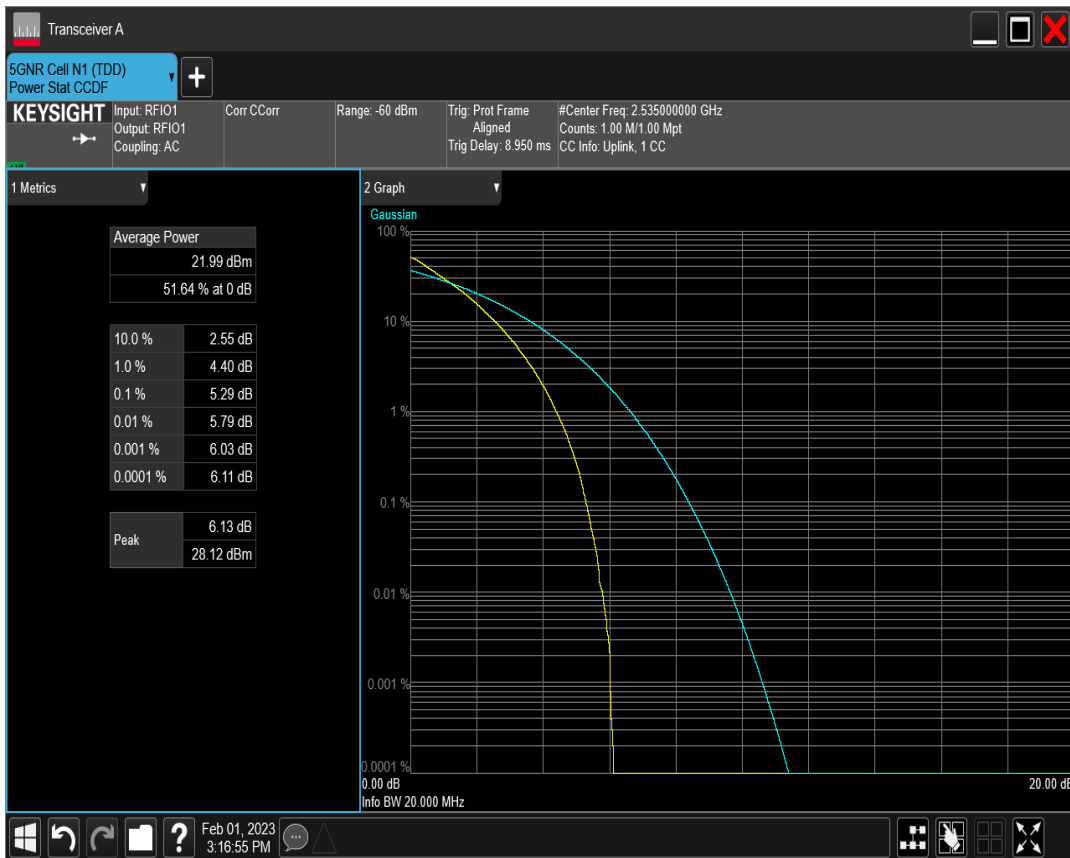 Transceiver A
5GNR Cell N1 (TDD)
Power Stat CCDF
KEYSIGHT
Input: RFIO1
Output: RFIO1
Coupling: AC
Corr CCorr
Range: -60 dBm
Trig: Prot Frame
Aligned
Trig Delay: 8.950 ms
#Center Freq: 2.535000000 GHz
Counts: 1.00 M/1.00 Mpt
CC Info: Uplink, 1 CC
1 Metrics
Average Power
21.99 dBm
51.64 % at 0 dB
10.0 % 2.55 dB
1.0 % 4.40 dB
0.1 % 5.29 dB
0.01 % 5.79 dB
0.001 % 6.03 dB
0.0001 % 6.11 dB
Peak
6.13 dB
28.12 dBm
2 Graph
Gaussian
100 %
10 %
1 %
0.1 %
0.01 %
0.001 %
0.0001 %
0.00 dB 20.00 dB
Info BW 20.000 MHz
Feb 01, 2023
3:16:55 PM